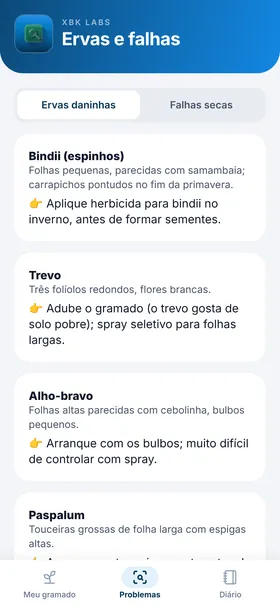 XBK LABS
Ervas e falhas
Ervas daninhas
Falhas secas
Bindii (espinhos)
Folhas pequenas, parecidas com samambaia;
carrapichos pontudos no fim da primavera.
👉 Aplique herbicida para bindii no
inverno, antes de formar sementes.
Trevo
Três folíolos redondos, flores brancas.
👉 Adube o gramado (o trevo gosta de
solo pobre); spray seletivo para folhas
largas.
Alho-bravo
Folhas altas parecidas com cebolinha, bulbos
pequenos.
👉 Arranque com os bulbos; muito difícil
de controlar com spray.
Paspalum
Touceiras grossas de folha larga com espigas
altas.
Meu gramado
Problemas
Diário